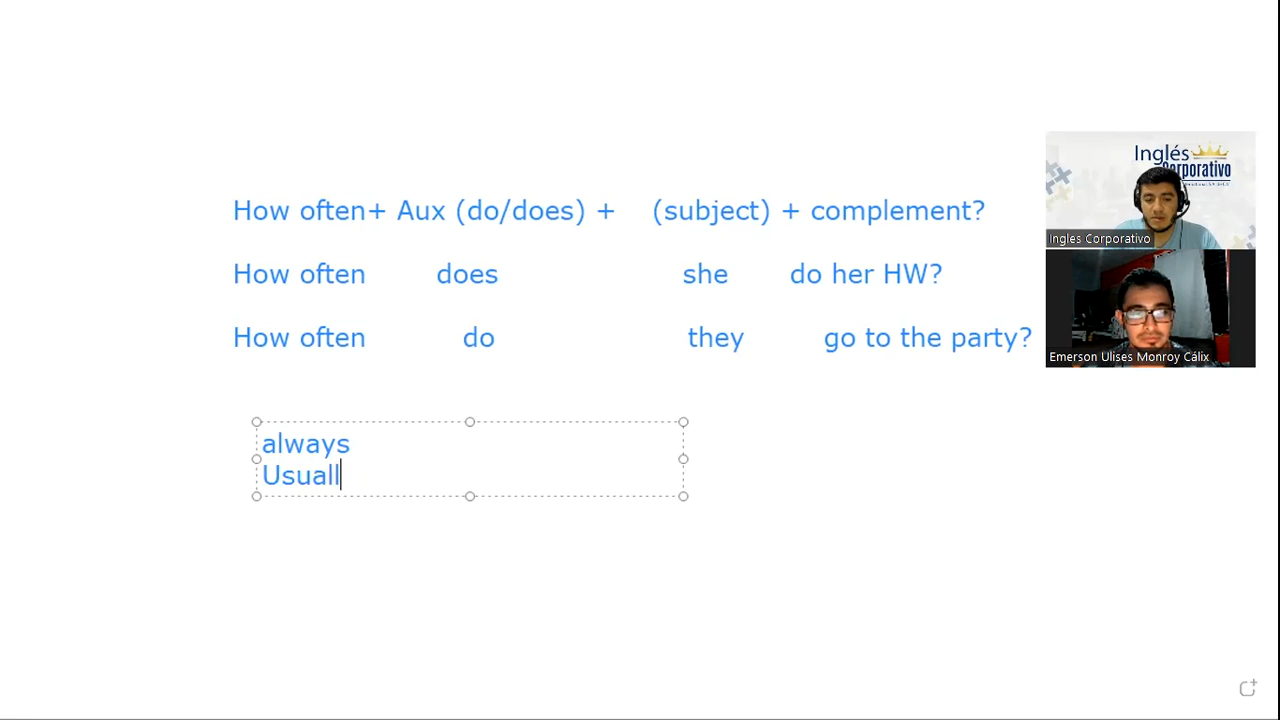 How often+ Aux (do/does) + (subject) + complement?
How often does she do her HW?
How often do they go to the party?
always
Usuall
Inglés
Corporativo
Ingles Corporativo
Emerson Ulises Monroy Cálix